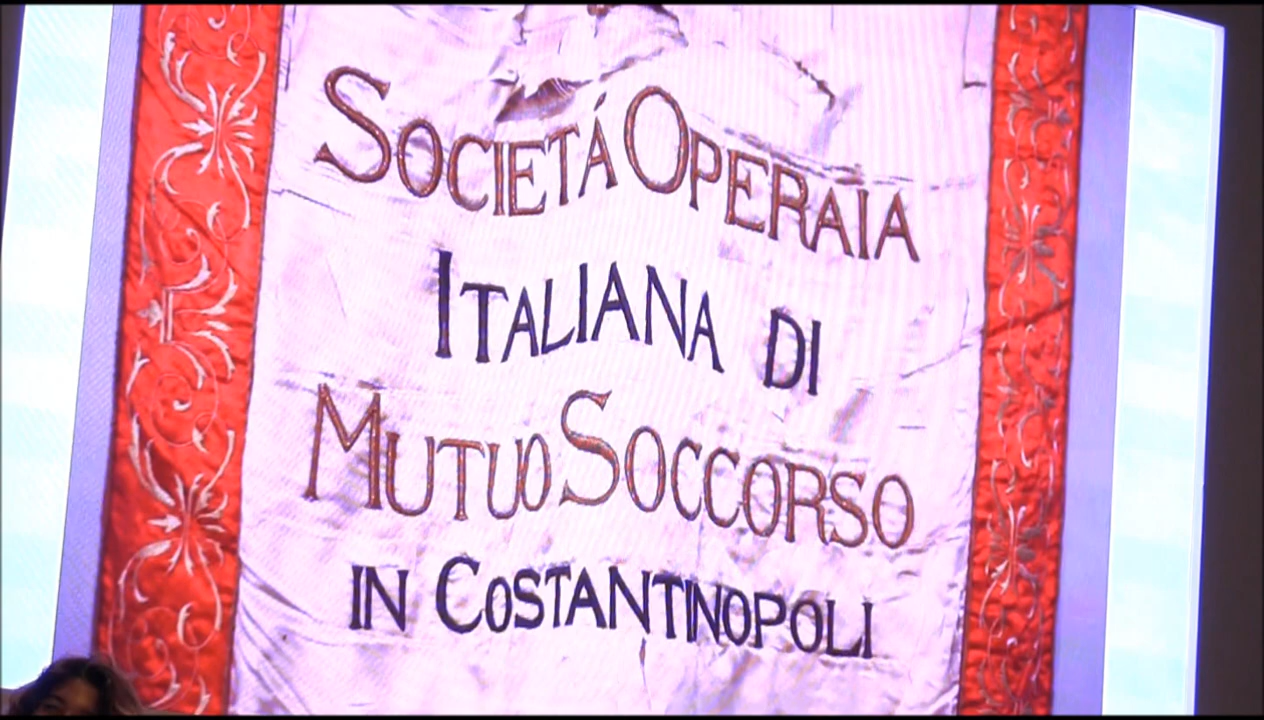 SOCIETÁ OPERAIA
ITALIANA DI
MUTUO SOCCORSO
IN COSTANTINOPOLI